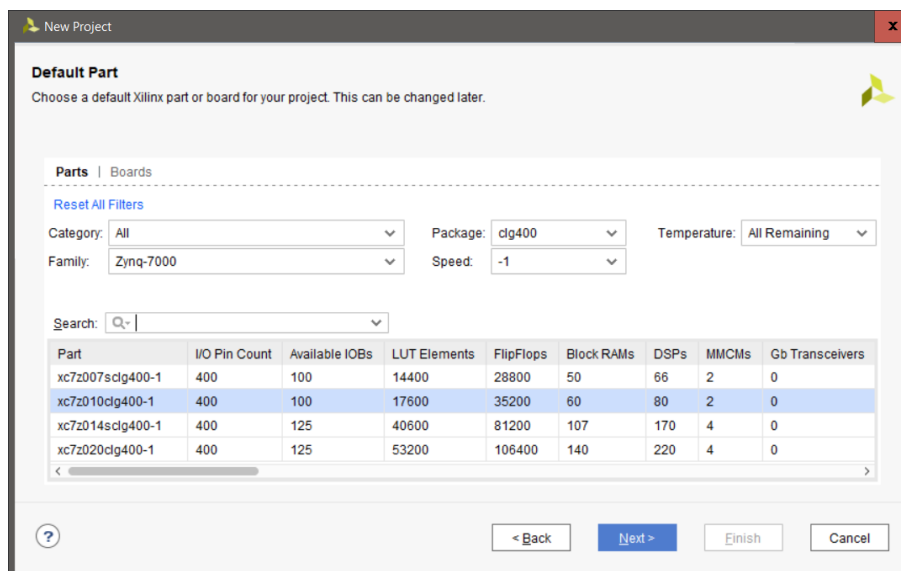 New Project
x
Default Part
Choose a default Xilinx part or board for your project. This can be changed later.
Parts | Boards
Reset All Filters
Category: All Package: clg400 Temperature: All Remaining
Family: Zynq-7000 Speed: -1
Search:
Part I/O Pin Count Available IOBs LUT Elements FlipFlops Block RAMs DSPs MMCMs Gb Transceivers
xc7z007sclg400-1 400 100 14400 28800 50 66 2 0
xc7z010clg400-1 400 100 17600 35200 60 80 2 0
xc7z014sclg400-1 400 125 40600 81200 107 170 4 0
xc7z020clg400-1 400 125 53200 106400 140 220 4 0
? < Back Next > Finish Cancel